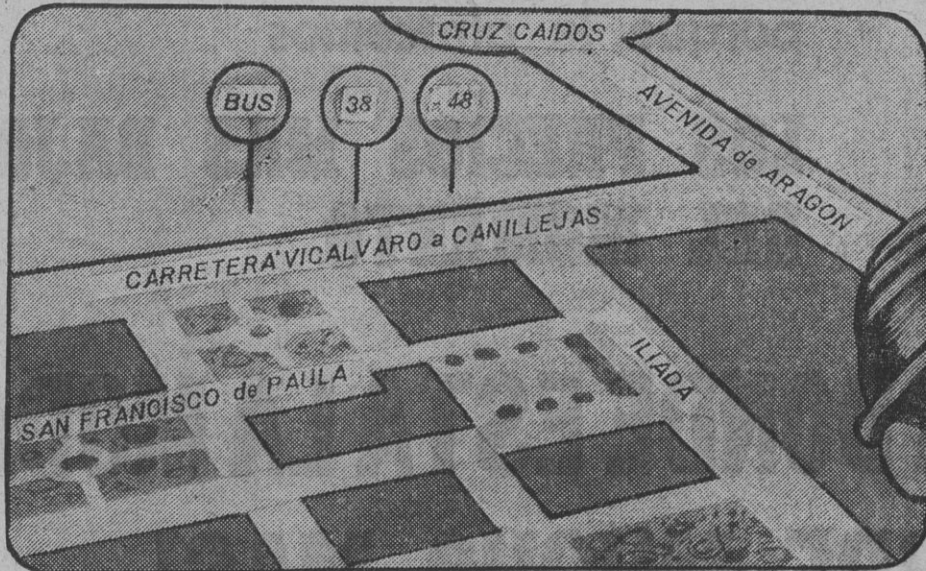 CRUZ CAIDOS
AVENIDA de ARAGON
BUS
38
48
CARRETERA VICALVARO a CANILLEJAS
ILIADA
SAN FRANCISCO de PAULA